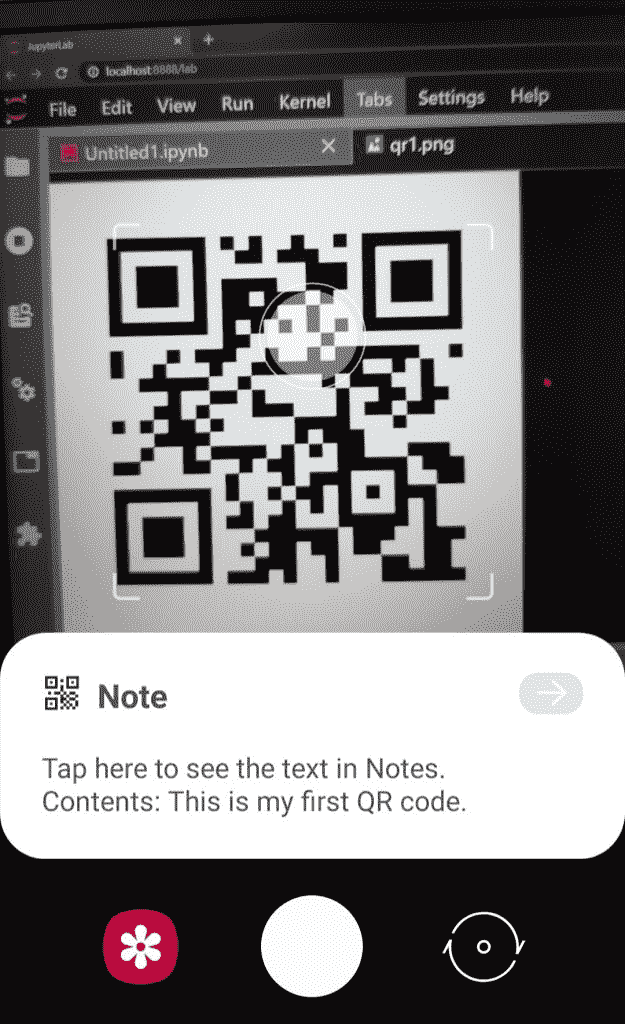 JupyterLab
localhost:8888/lab
File Edit View Run Kernel Tabs Settings Help
Untitled1.ipynb
qr1.png
Note
Tap here to see the text in Notes.
Contents: This is my first QR code.